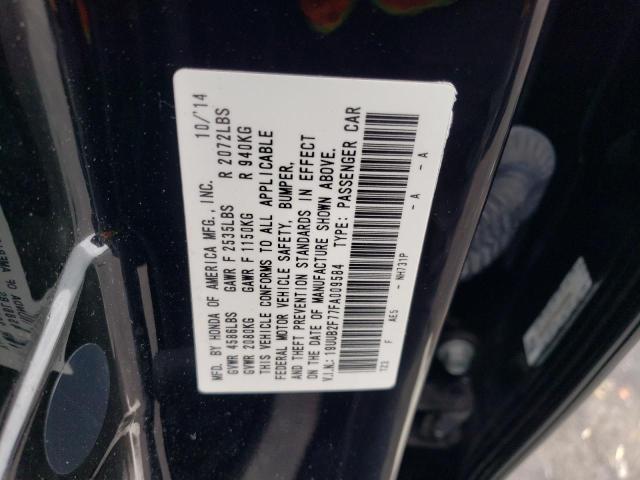 MFD. BY HONDA OF AMERICA MFG., INC. 10/'14
GVWR 4586LBS GAWR F 2535LBS R 2072LBS
GVWR 2080KG GAWR F 1150KG R 940KG
THIS VEHICLE CONFORMS TO ALL APPLICABLE
FEDERAL MOTOR VEHICLE SAFETY, BUMPER,
AND THEFT PREVENTION STANDARDS IN EFFECT
ON THE DATE OF MANUFACTURE SHOWN ABOVE.
V.I.N.: 19UUB2F77FA009584 TYPE: PASSENGER CAR
TZ3 F AE5 - NH731P - A - A